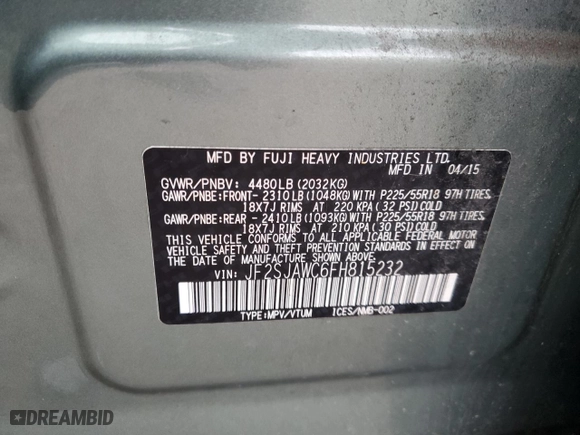 MFD BY FUJI HEAVY INDUSTRIES LTD.
MFD IN 04/15
GVWR/PNBV: 4480LB(2032KG)
GAWR/PNBE:FRONT- 2310LB(1048KG)WITH P225/55R18 97H TIRES,
18X7J RIMS AT 220 KPA(32 PSI)COLD
GAWR/PNBE:REAR - 2410LB(1093KG)WITH P225/55R18 97H TIRES,
18X7J RIMS AT 210 KPA(30 PSI)COLD
THIS VEHICLE CONFORMS TO ALL APPLICABLE FEDERAL MOTOR
VEHICLE SAFETY AND THEFT PREVENTION STANDARDS IN EFFECT ON
THE DATE OF MANUFACTURE SHOWN ABOVE.
VIN: JF2SJAWC6FH815232
TYPE:MPV/VTUM ICES/NMB-002
DREAMBID